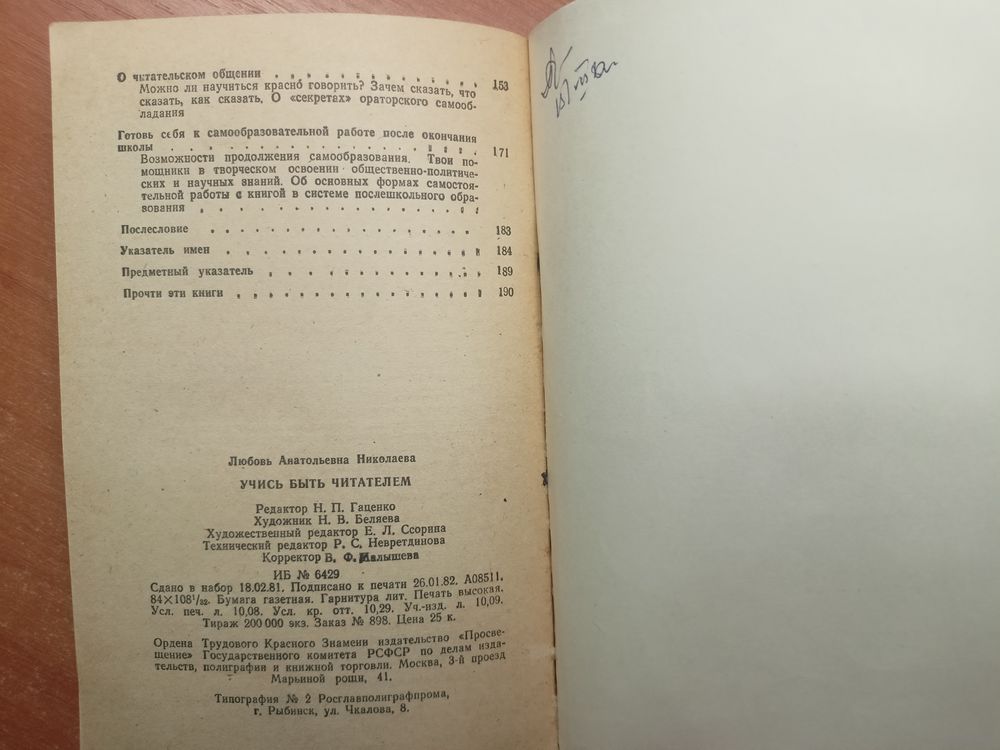 О читательском общении . . . . . . . . . . . 153
Можно ли научиться красно говорить? Зачем сказать, что
сказать, как сказать. О «секретах» ораторского самооб-
ладания
Готовь себя к самообразовательной работе после окончания
школы . . . . . . . . . . . . . 171
Возможности продолжения самообразования. Твои по-
мощники в творческом освоении общественно-политиче-
ских и научных знаний. Об основных формах самостоя-
тельной работы с книгой в системе послешкольного обра-
зования . . . . . . . . . . . .
Послесловие . . . . . . . . . . . . . 183
Указатель имен . . . . . . . . . . . . 184
Предметный указатель . . . . . . . . . . . 189
Прочти эти книги . . . . . . . . . . . . 190
Любовь Анатольевна Николаева
УЧИСЬ БЫТЬ ЧИТАТЕЛЕМ
Редактор Н. П. Гаценко
Художник Н. В. Беляева
Художественный редактор Е. Л. Ссорина
Технический редактор Р. С. Невретдинова
Корректор В. Ф. Малышева
ИБ № 6429
Сдано в набор 18.02.81. Подписано к печати 26.01.82. А08511.
84×108¹/₃₂. Бумага газетная. Гарнитура лит. Печать высокая.
Усл. печ. л. 10,08. Усл. кр. отт. 10,29. Уч.-изд. л. 10,09.
Тираж 200 000 экз. Заказ № 898. Цена 25 к.
Ордена Трудового Красного Знамени издательство «Просве-
щение» Государственного комитета РСФСР по делам изда-
тельств, полиграфии и книжной торговли. Москва, 3-й проезд
Марьиной рощи, 41.
Типография № 2 Росглавполиграфпрома,
г. Рыбинск, ул. Чкалова, 8.